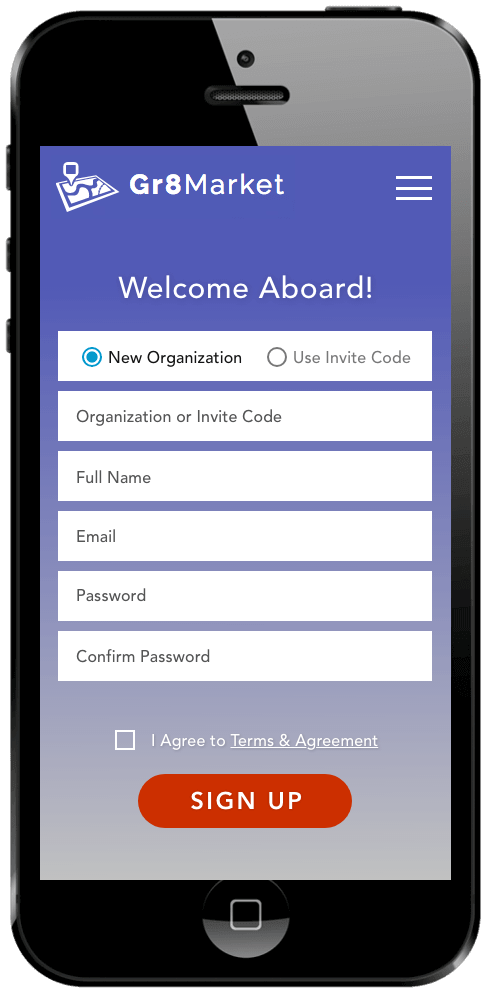 Gr8Market
Welcome Aboard!
New Organization Use Invite Code
Organization or Invite Code
Full Name
Email
Password
Confirm Password
I Agree to Terms & Agreement
SIGN UP